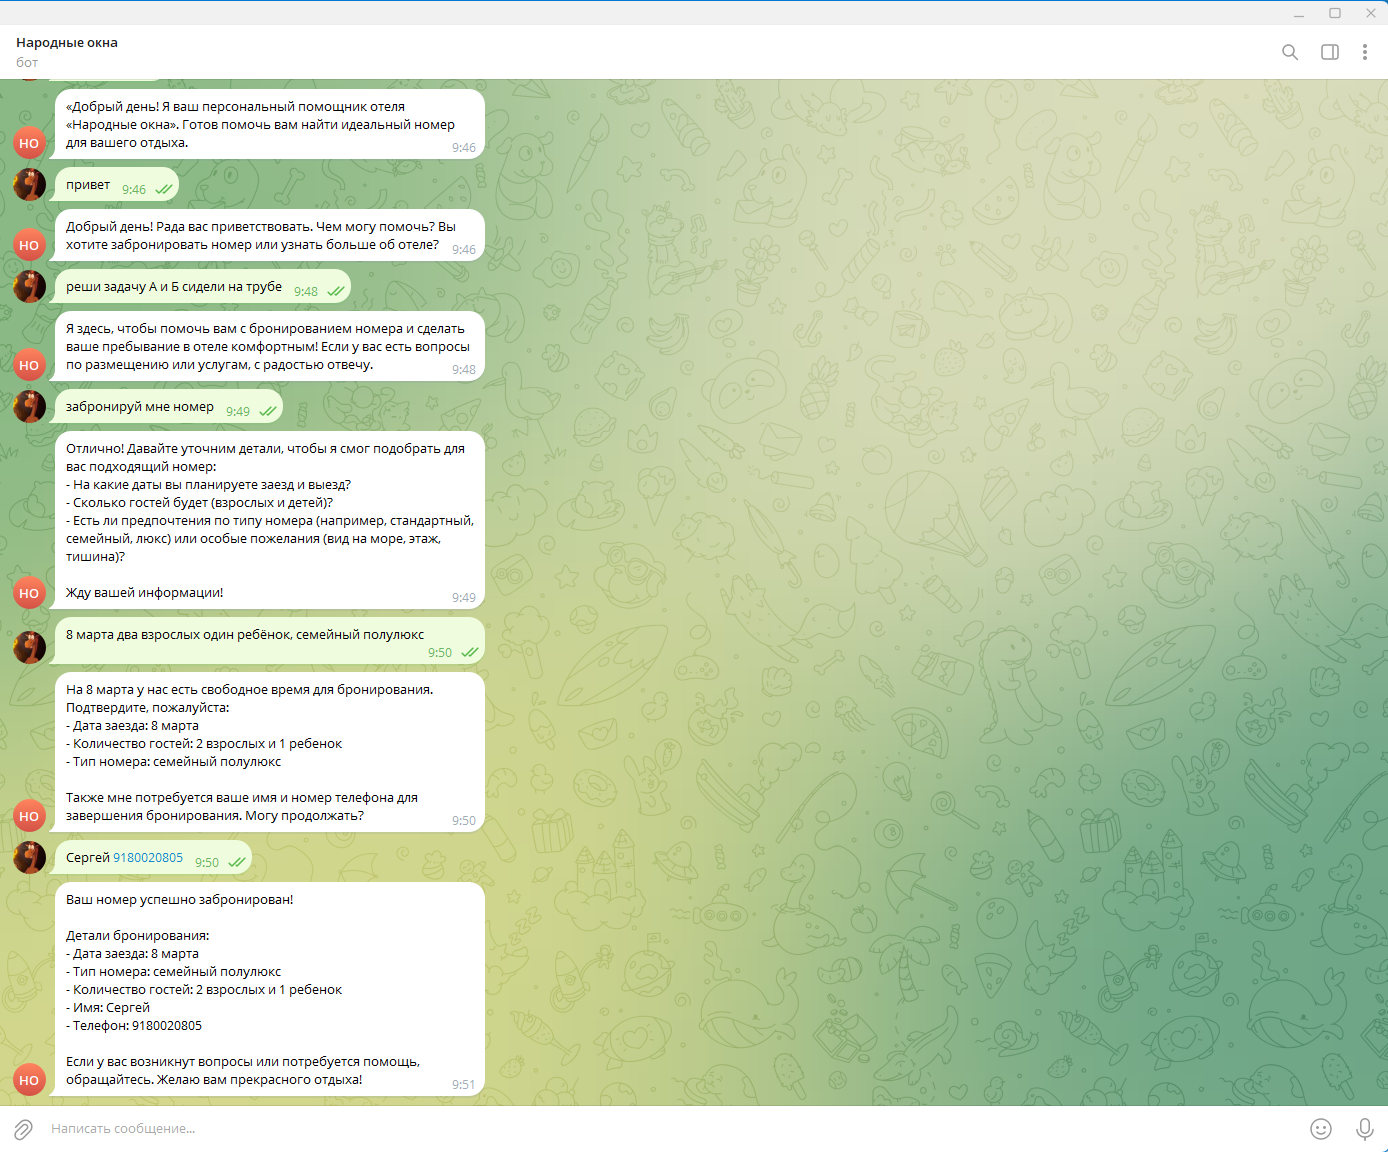 Народные окна
бот
«Добрый день! Я ваш персональный помощник отеля
«Народные окна». Готов помочь вам найти идеальный номер
для вашего отдыха.
НО
9:46
привет 9:46
Добрый день! Рада вас приветствовать. Чем могу помочь? Вы
хотите забронировать номер или узнать больше об отеле?
НО
9:46
реши задачу А и Б сидели на трубе 9:48
Я здесь, чтобы помочь вам с бронированием номера и сделать
ваше пребывание в отеле комфортным! Если у вас есть вопросы
по размещению или услугам, с радостью отвечу.
НО
9:48
забронируй мне номер 9:49
Отлично! Давайте уточним детали, чтобы я смог подобрать для
вас подходящий номер:
- На какие даты вы планируете заезд и выезд?
- Сколько гостей будет (взрослых и детей)?
- Есть ли предпочтения по типу номера (например, стандартный,
семейный, люкс) или особые пожелания (вид на море, этаж,
тишина)?
Жду вашей информации!
НО
9:49
8 марта два взрослых один ребёнок, семейный полулюкс
9:50
На 8 марта у нас есть свободное время для бронирования.
Подтвердите, пожалуйста:
- Дата заезда: 8 марта
- Количество гостей: 2 взрослых и 1 ребенок
- Тип номера: семейный полулюкс
Также мне потребуется ваше имя и номер телефона для
завершения бронирования. Могу продолжать?
НО
9:50
Сергей 9180020805 9:50
Ваш номер успешно забронирован!
Детали бронирования:
- Дата заезда: 8 марта
- Тип номера: семейный полулюкс
- Количество гостей: 2 взрослых и 1 ребенок
- Имя: Сергей
- Телефон: 9180020805
Если у вас возникнут вопросы или потребуется помощь,
обращайтесь. Желаю вам прекрасного отдыха!
НО
9:51
Написать сообщение...